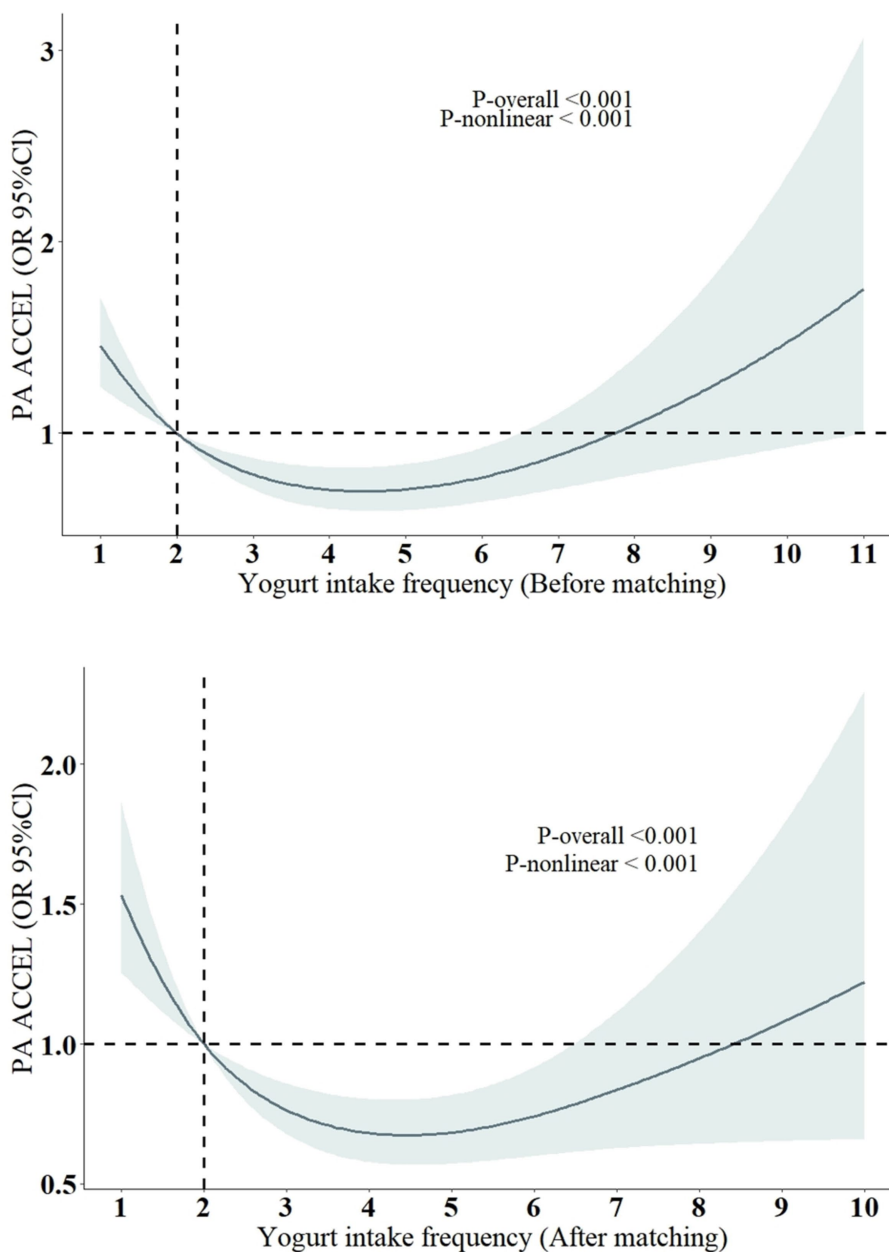 PA ACCEL (OR 95%Cl)
3
2
1
P-overall <0.001
P-nonlinear < 0.001
1 2 3 4 5 6 7 8 9 10 11
Yogurt intake frequency (Before matching)
PA ACCEL (OR 95%Cl)
2.0
1.5
1.0
0.5
P-overall <0.001
P-nonlinear < 0.001
1 2 3 4 5 6 7 8 9 10
Yogurt intake frequency (After matching)